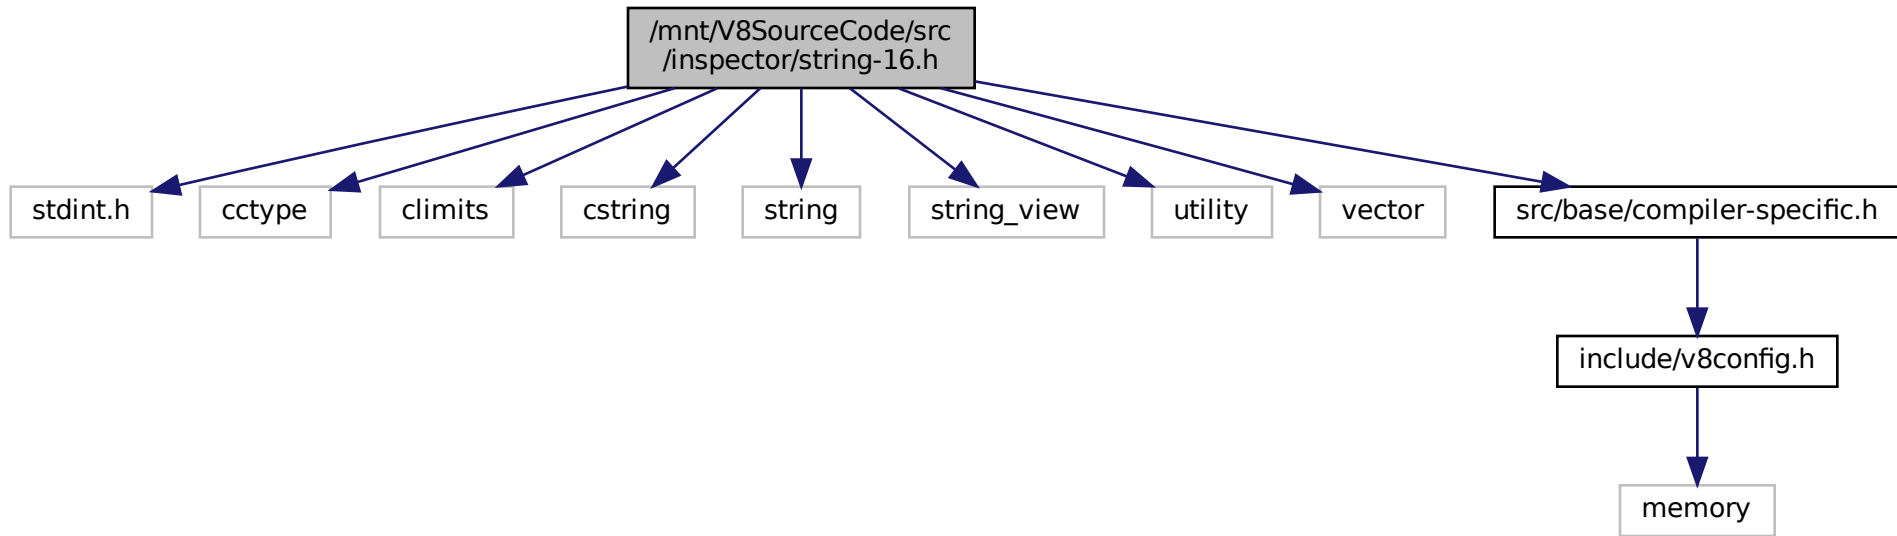 /mnt/V8SourceCode/src
/inspector/string-16.h
stdint.h
cctype
climits
cstring
string
string_view
utility
vector
src/base/compiler-specific.h
include/v8config.h
memory